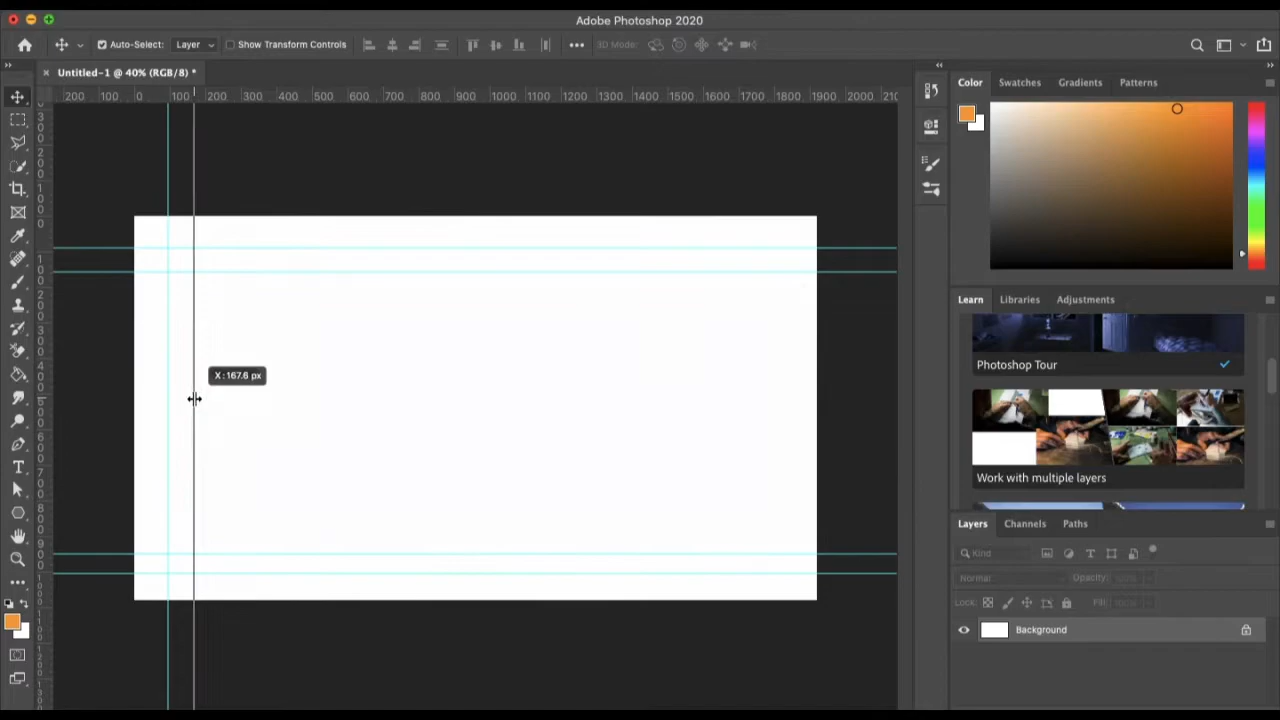 Adobe Photoshop 2020
Auto-Select: Layer Show Transform Controls 3D Mode:
Untitled-1 @ 40% (RGB/8) *
200 100 0 100 200 300 400 500 600 700 800 900 1000 1100 1200 1300 1400 1500 1600 1700 1800 1900 2000 210
Color Swatches Gradients Patterns
X : 167.6 px
Learn Libraries Adjustments
Photoshop Tour
Work with multiple layers
Layers Channels Paths
Kind
Normal Opacity: 100%
Lock: Fill: 100%
Background